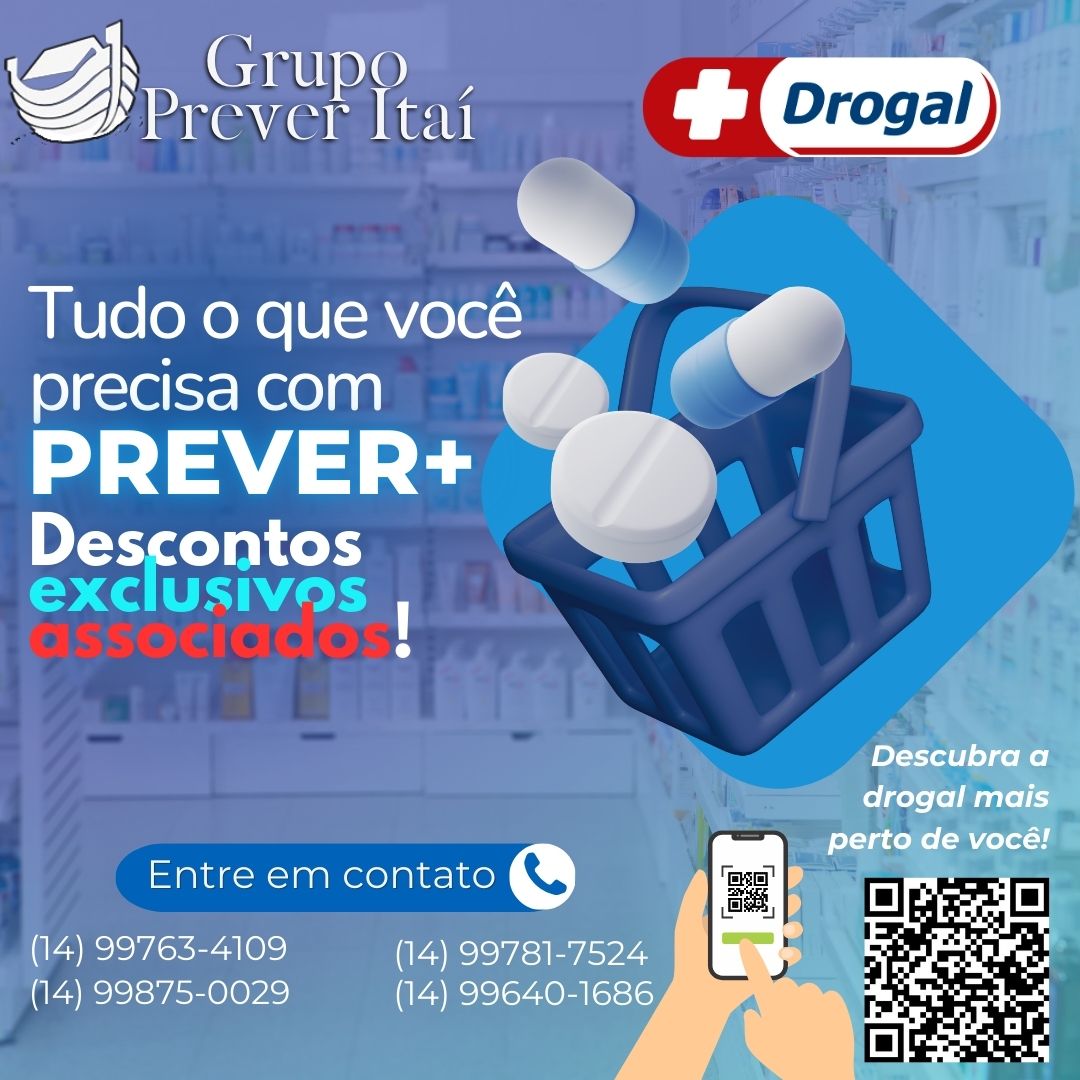 Grupo
Prever Itaí
Drogal
Tudo o que você
precisa com
PREVER+
Descontos
exclusivos
associados!
Descubra a
drogal mais
perto de você!
Entre em contato
(14) 99763-4109
(14) 99781-7524
(14) 99875-0029
(14) 99640-1686